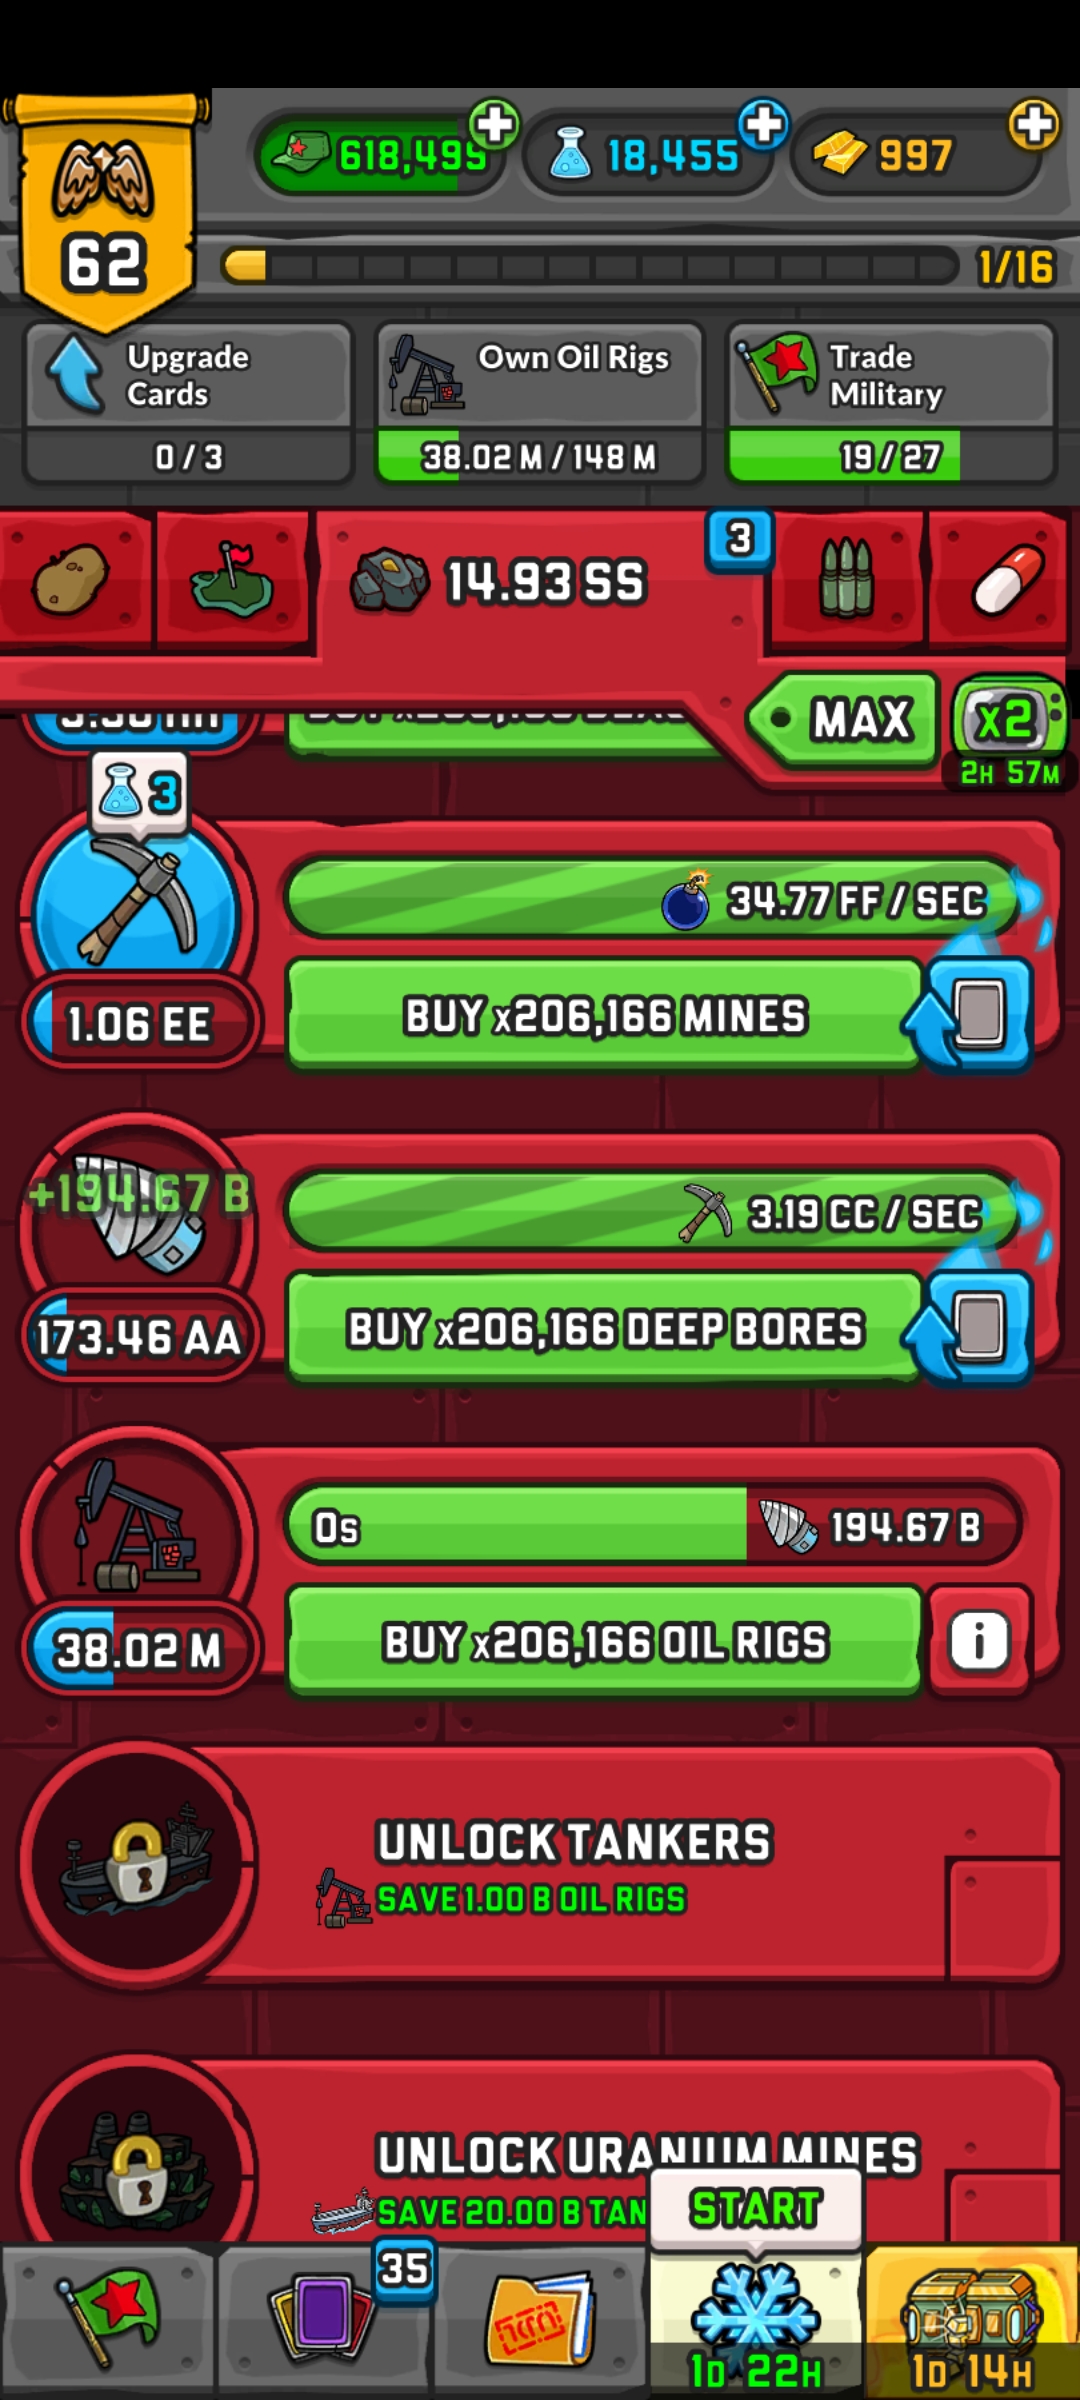 618,499
18,455
997
62
1/16
Upgrade
Cards
0 / 3
Own Oil Rigs
38.02 M / 148 M
Trade
Military
19 / 27
14.93 SS
3
MAX
x2
2H 57M
3
34.77 FF / SEC
1.06 EE
BUY x206,166 MINES
+194.67 B
3.19 CC / SEC
173.46 AA
BUY x206,166 DEEP BORES
0s
194.67 B
38.02 M
BUY x206,166 OIL RIGS
i
UNLOCK TANKERS
SAVE 1.00 B OIL RIGS
UNLOCK URANIUM MINES
SAVE 20.00 B TAN
START
35
1D 22H
1D 14H